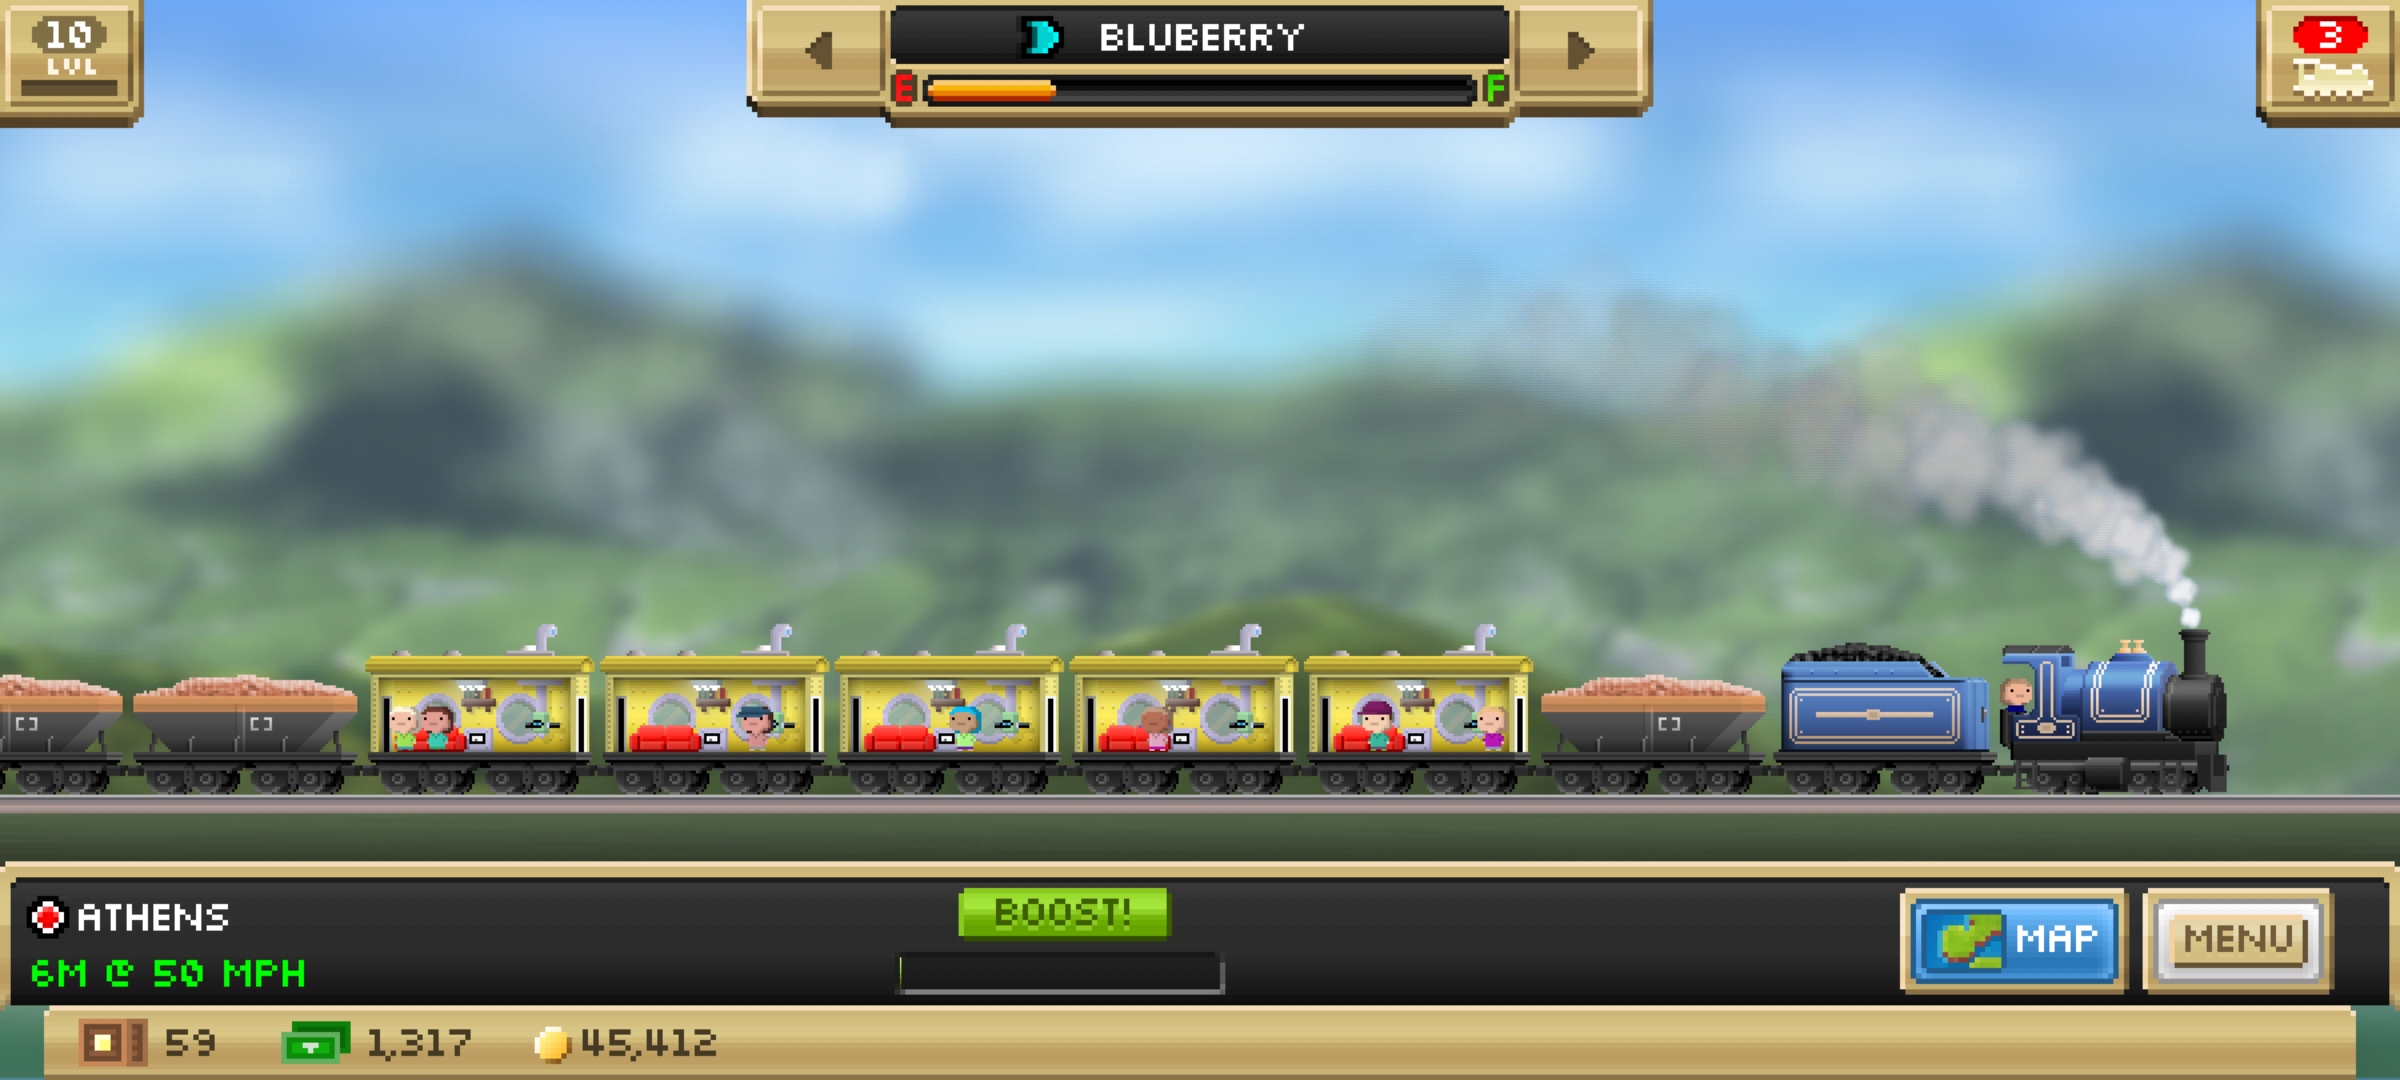 10
LVL
BLUBERRY
E F
3
ATHENS
6M @ 50 MPH
BOOST!
MAP
MENU
59 1,317 45,412